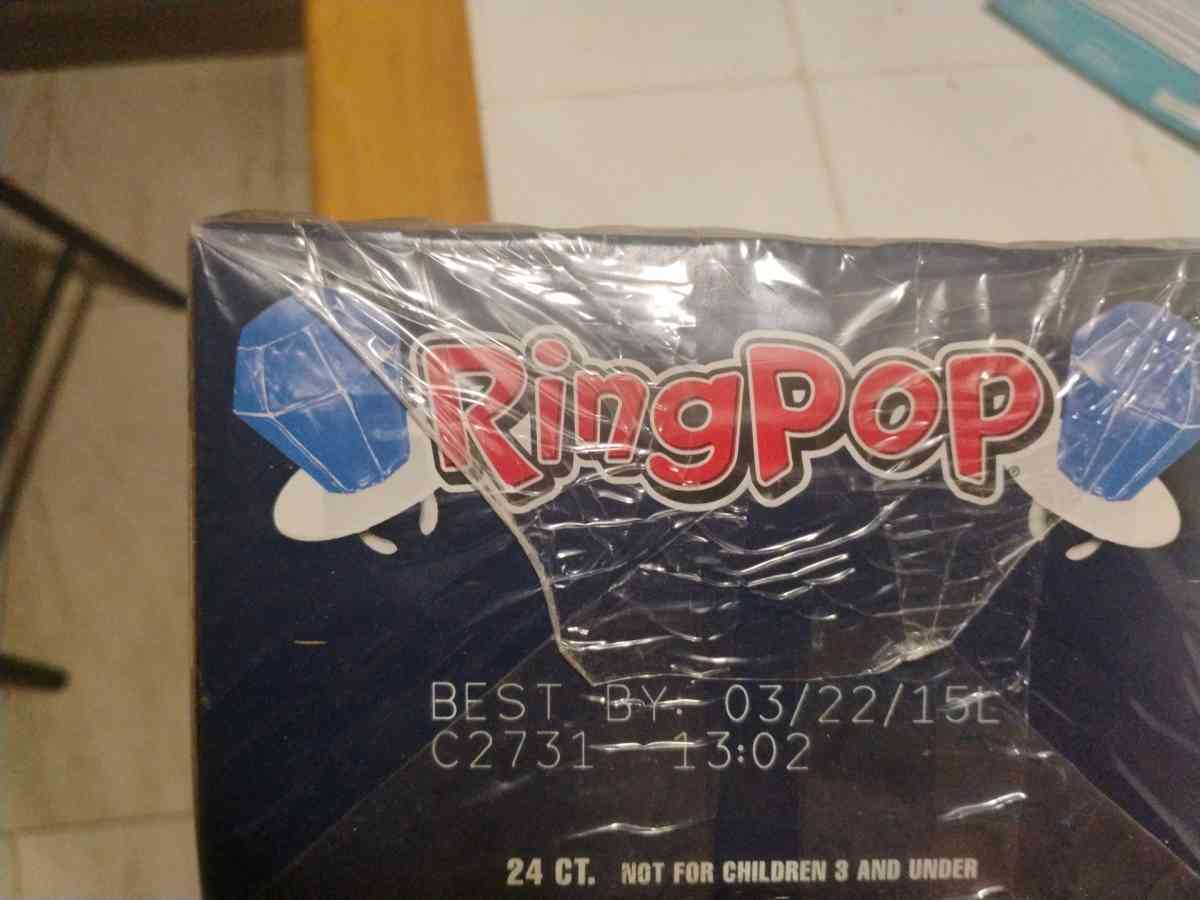 RingPop®
BEST BY: 03/22/15L
C2731 13:02
24 CT. NOT FOR CHILDREN 3 AND UNDER